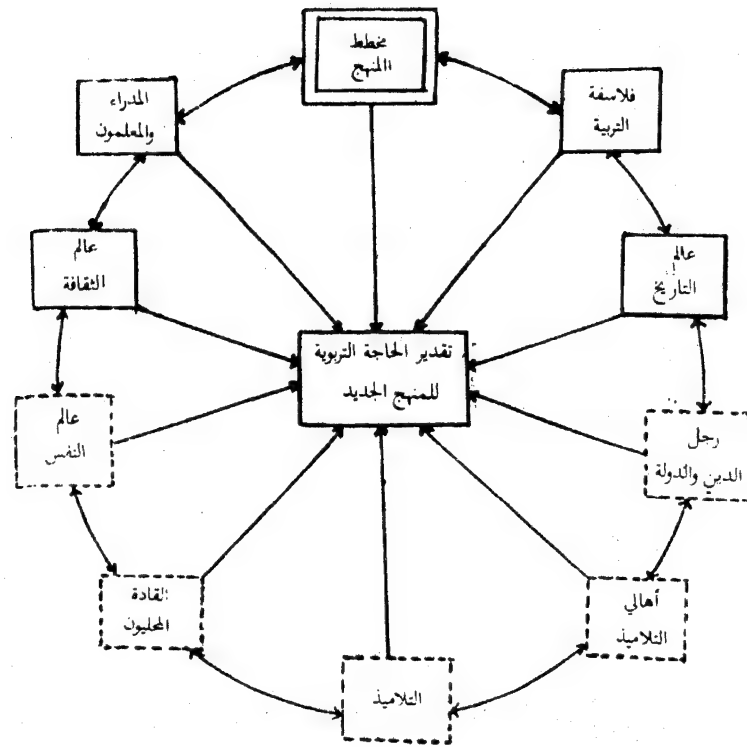 مخطط
المنهج
فلاسفة
التربية
المدراء
والمعلمون
عالم
التاريخ
عالم
الثقافة
تقدير الحاجة التربوية
للمنهج الجديد
رجل
الدين والدولة
عالم
النفس
أهالي
التلاميذ
القادة
المحليون
التلاميذ